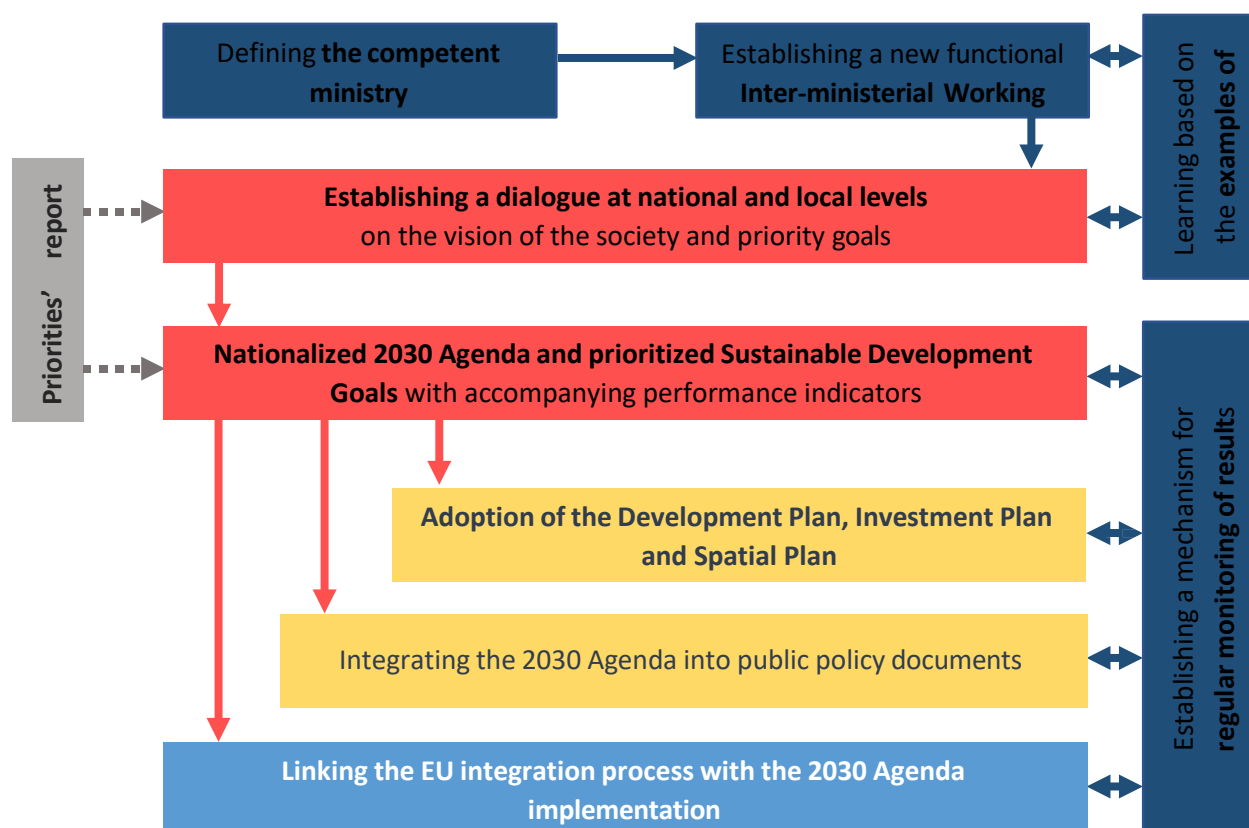 Defining the competent
ministry
Establishing a new functional
Inter-ministerial Working
Learning based on
the examples of
Priorities' report
Establishing a dialogue at national and local levels
on the vision of the society and priority goals
Nationalized 2030 Agenda and prioritized Sustainable Development
Goals with accompanying performance indicators
Adoption of the Development Plan, Investment Plan
and Spatial Plan
Integrating the 2030 Agenda into public policy documents
Linking the EU integration process with the 2030 Agenda
implementation
Establishing a mechanism for
regular monitoring of results